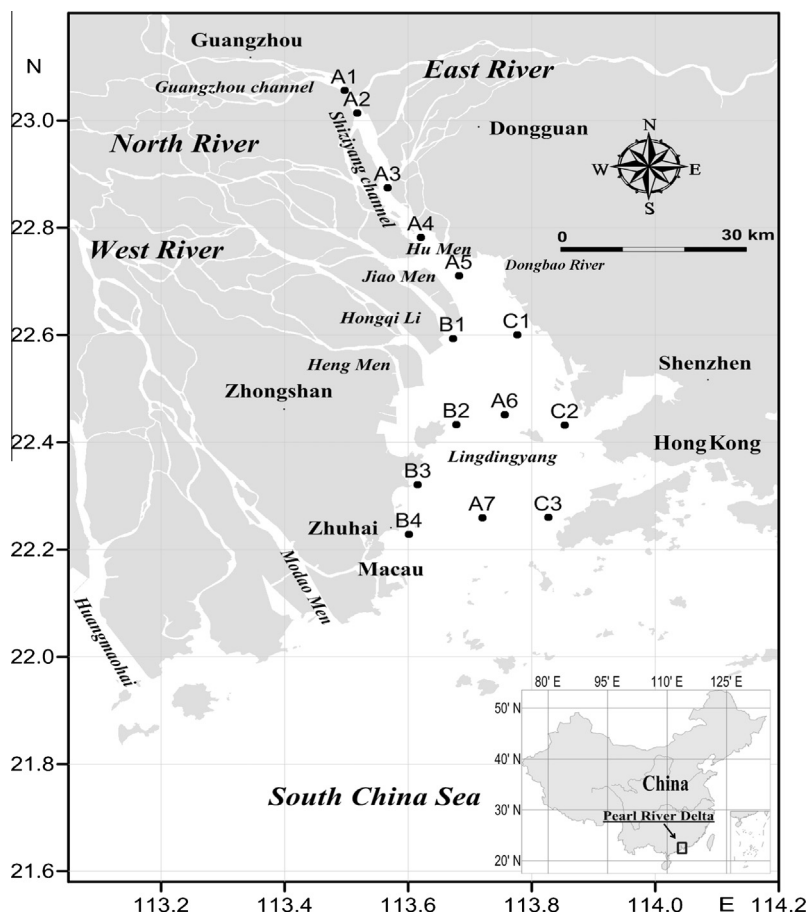 Guangzhou
N
A1
East River
Guangzhou channel
A2
23.0
Dongguan
N
North River
Shiziyang channel
W
E
A3
S
22.8
A4
0
30 km
West River
Hu Men
A5
Dongbao River
Jiao Men
Hongqi Li
B1
C1
22.6
Heng Men
Shenzhen
Zhongshan
A6
B2
C2
22.4
Hong Kong
Lingdingyang
B3
A7
C3
Zhuhai
B4
22.2
Macau
Modao Men
Huangmaohai
22.0
80' E
95' E
110' E
125' E
50' N
21.8
40' N
China
South China Sea
30' N
Pearl River Delta
21.6
20' N
113.2
113.4
113.6
113.8
114.0
E
114.2